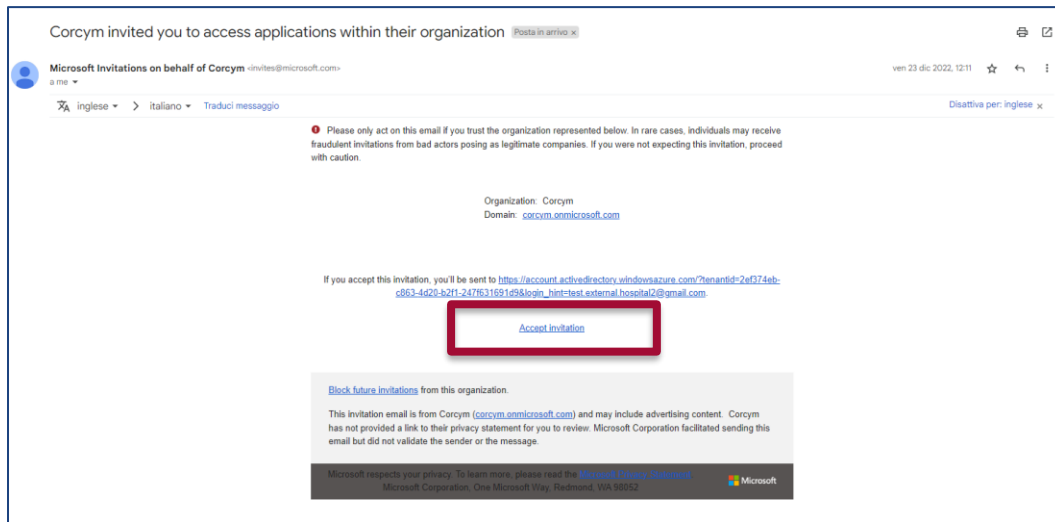 Corcym invited you to access applications within their organization Posta in arrivo x
Microsoft Invitations on behalf of Corcym <invites@microsoft.com>
ven 23 dic 2022, 12:11
a me
inglese > italiano Traduci messaggio
Disattiva per: inglese x
Please only act on this email if you trust the organization represented below. In rare cases, individuals may receive
fraudulent invitations from bad actors posing as legitimate companies. If you were not expecting this invitation, proceed
with caution.
Organization: Corcym
Domain: corcym.onmicrosoft.com
If you accept this invitation, you'll be sent to https://account.activedirectory.windowsazure.com/?tenantid=2ef374eb-
c863-4d20-b2f1-247f631691d9&login_hint=test.external.hospital2@gmail.com.
Accept invitation
Block future invitations from this organization.
This invitation email is from Corcym (corcym.onmicrosoft.com) and may include advertising content. Corcym
has not provided a link to their privacy statement for you to review. Microsoft Corporation facilitated sending this
email but did not validate the sender or the message.
Microsoft respects your privacy. To learn more, please read the Microsoft Privacy Statement.
Microsoft Corporation, One Microsoft Way, Redmond, WA 98052
Microsoft